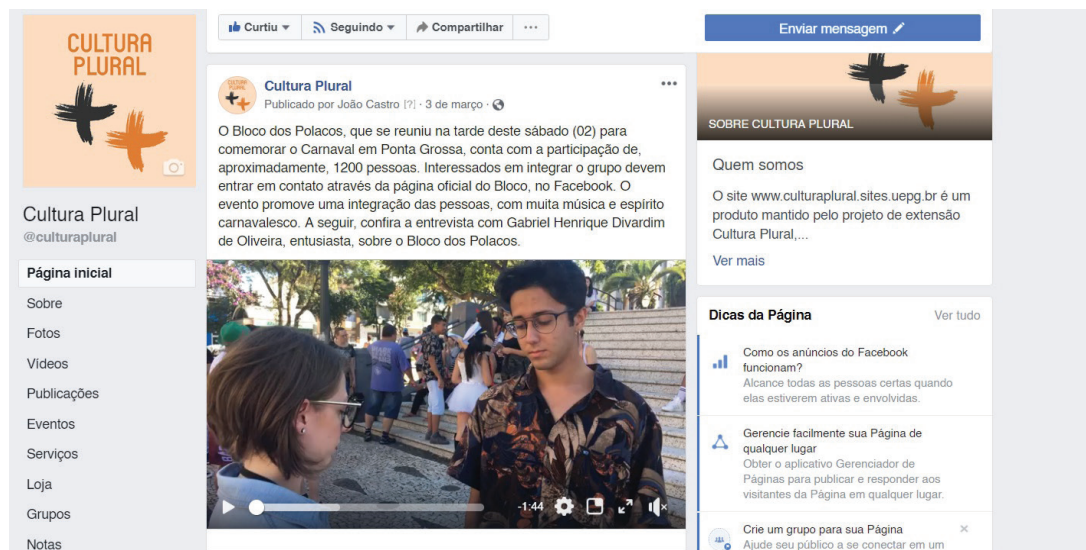 CULTURA
PLURAL
Cultura Plural
@culturaplural
Página inicial
Sobre
Fotos
Vídeos
Publicações
Eventos
Serviços
Loja
Grupos
Notas
Curtiu
Seguindo
Compartilhar
...
Cultura Plural
Publicado por João Castro [?] · 3 de março ·
O Bloco dos Polacos, que se reuniu na tarde deste sábado (02) para
comemorar o Carnaval em Ponta Grossa, conta com a participação de,
aproximadamente, 1200 pessoas. Interessados em integrar o grupo devem
entrar em contato através da página oficial do Bloco, no Facebook. O
evento promove uma integração das pessoas, com muita música e espírito
carnavalesco. A seguir, confira a entrevista com Gabriel Henrique Divardim
de Oliveira, entusiasta, sobre o Bloco dos Polacos.
-1:44
Enviar mensagem
SOBRE CULTURA PLURAL
Quem somos
O site www.culturaplural.sites.uepg.br é um
produto mantido pelo projeto de extensão
Cultura Plural,...
Ver mais
Dicas da Página
Ver tudo
Como os anúncios do Facebook
funcionam?
Alcance todas as pessoas certas quando
elas estiverem ativas e envolvidas.
Gerencie facilmente sua Página de
qualquer lugar
Obter o aplicativo Gerenciador de
Páginas para publicar e responder aos
visitantes da Página em qualquer lugar.
Crie um grupo para sua Página
Ajude seu público a se conectar em um